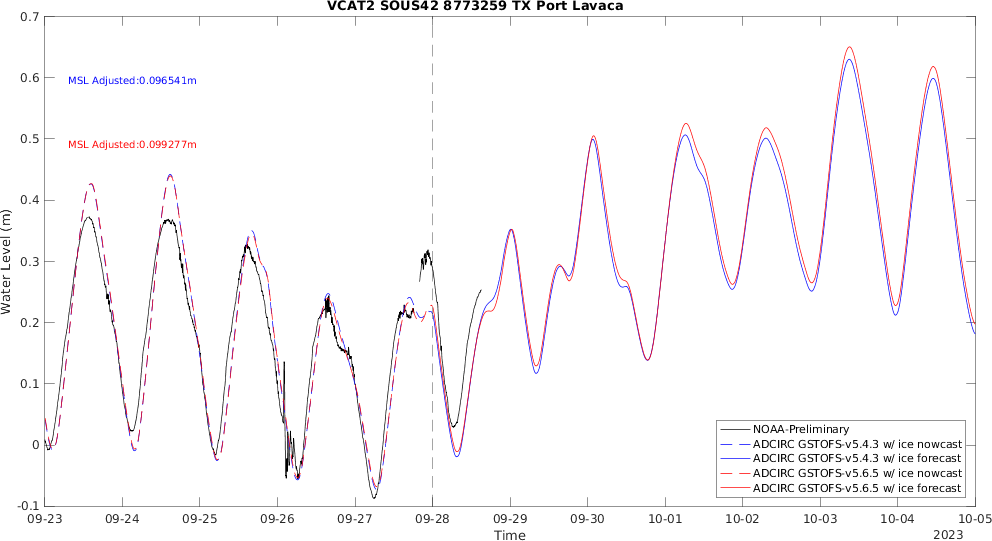 VCAT2 SOUS42 8773259 TX Port Lavaca
0.7
0.6
0.5
0.4
0.3
0.2
0.1
0
-0.1
Water Level (m)
MSL Adjusted:0.096541m
MSL Adjusted:0.099277m
NOAA-Preliminary
ADCIRC GSTOFS-v5.4.3 w/ ice nowcast
ADCIRC GSTOFS-v5.4.3 w/ ice forecast
ADCIRC GSTOFS-v5.6.5 w/ ice nowcast
ADCIRC GSTOFS-v5.6.5 w/ ice forecast
09-23 09-24 09-25 09-26 09-27 09-28 09-29 09-30 10-01 10-02 10-03 10-04 10-05
Time
2023